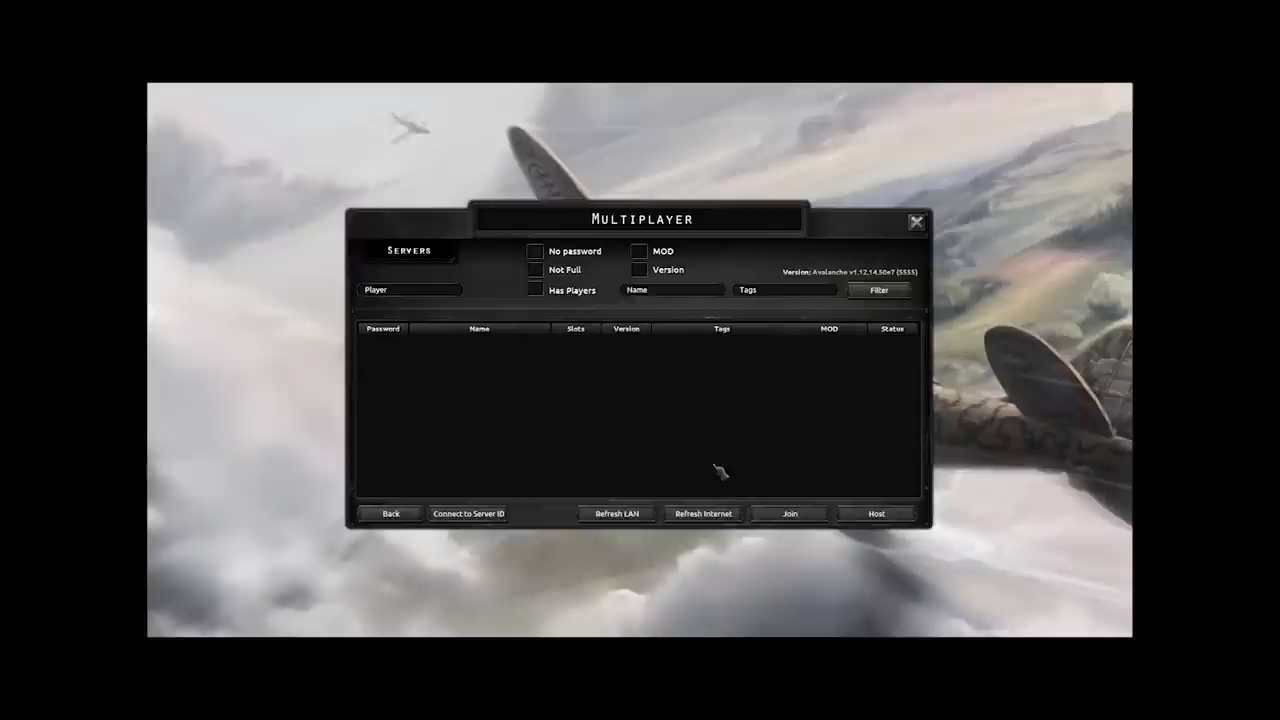 MULTIPLAYER
SERVERS
No password
MOD
Not Full
Version
Version: Avalanche v1.12.14.50e7 (5555)
Player
Has Players
Name
Tags
Filter
Password Name Slots Version Tags MOD Status
Back Connect to Server ID Refresh LAN Refresh Internet Join Host